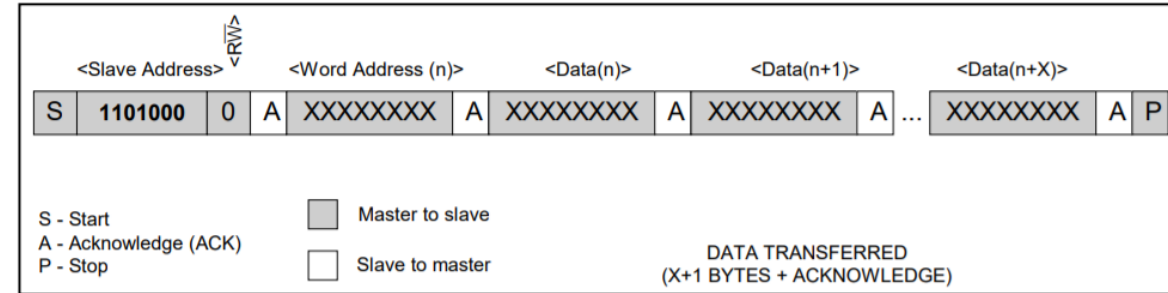 <RW̅>
<Slave Address> <Word Address (n)> <Data(n)> <Data(n+1)> <Data(n+X)>
S 1101000 0 A XXXXXXXX A XXXXXXXX A XXXXXXXX A ... XXXXXXXX A P
S - Start
A - Acknowledge (ACK)
P - Stop
Master to slave
Slave to master
DATA TRANSFERRED
(X+1 BYTES + ACKNOWLEDGE)